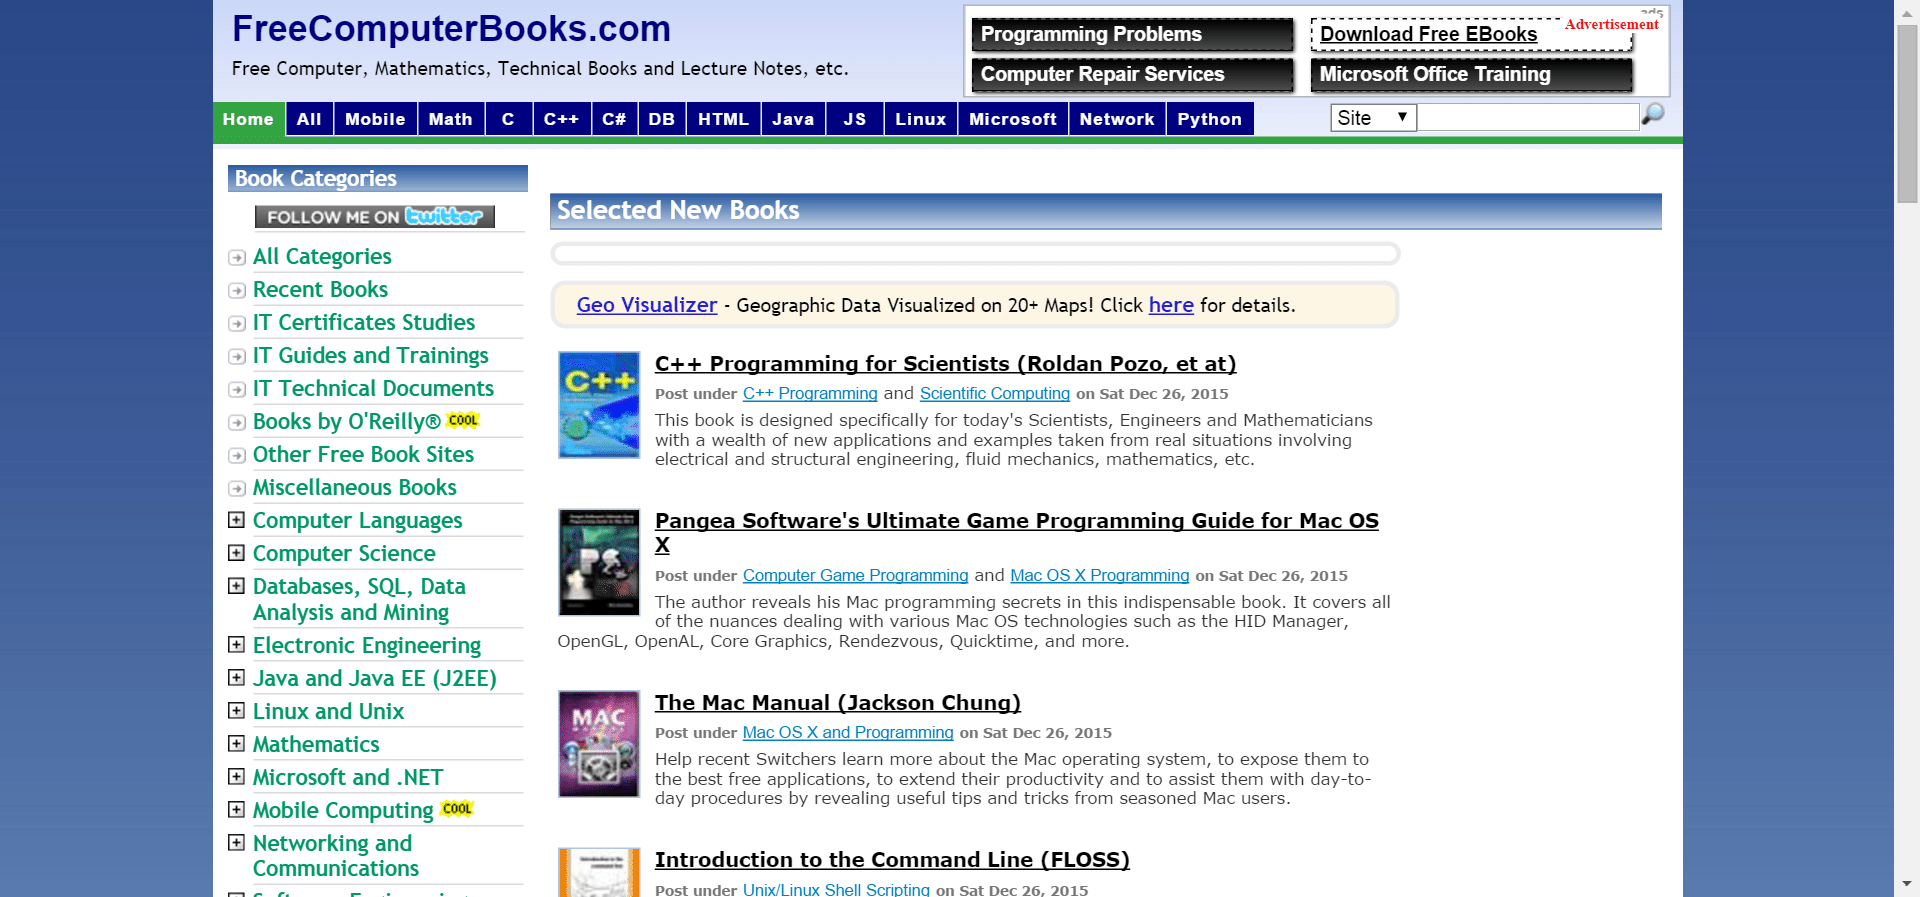 FreeComputerBooks.com
Free Computer, Mathematics, Technical Books and Lecture Notes, etc.
ads
Advertisement
Programming Problems
Download Free EBooks
Computer Repair Services
Microsoft Office Training
Home All Mobile Math C C++ C# DB HTML Java JS Linux Microsoft Network Python
Site
Book Categories
FOLLOW ME ON twitter
All Categories
Recent Books
IT Certificates Studies
IT Guides and Trainings
IT Technical Documents
Books by O'Reilly® COOL
Other Free Book Sites
Miscellaneous Books
Computer Languages
Computer Science
Databases, SQL, Data
Analysis and Mining
Electronic Engineering
Java and Java EE (J2EE)
Linux and Unix
Mathematics
Microsoft and .NET
Mobile Computing COOL
Networking and
Communications
Selected New Books
Geo Visualizer - Geographic Data Visualized on 20+ Maps! Click here for details.
C++
C++ Programming for Scientists (Roldan Pozo, et at)
Post under C++ Programming and Scientific Computing on Sat Dec 26, 2015
This book is designed specifically for today's Scientists, Engineers and Mathematicians
with a wealth of new applications and examples taken from real situations involving
electrical and structural engineering, fluid mechanics, mathematics, etc.
Pangea Software's Ultimate Game Programming Guide for Mac OS
X
Post under Computer Game Programming and Mac OS X Programming on Sat Dec 26, 2015
The author reveals his Mac programming secrets in this indispensable book. It covers all
of the nuances dealing with various Mac OS technologies such as the HID Manager,
OpenGL, OpenAL, Core Graphics, Rendezvous, Quicktime, and more.
MAC
The Mac Manual (Jackson Chung)
Post under Mac OS X and Programming on Sat Dec 26, 2015
Help recent Switchers learn more about the Mac operating system, to expose them to
the best free applications, to extend their productivity and to assist them with day-to-
day procedures by revealing useful tips and tricks from seasoned Mac users.
Introduction to the Command Line (FLOSS)
Post under Unix/Linux Shell Scripting on Sat Dec 26, 2015